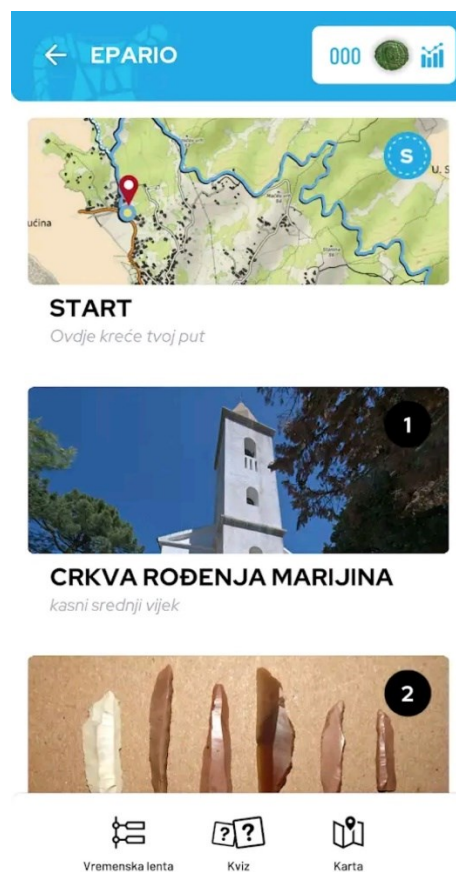 EPARIO
000
S
U. S
učina
START
Ovdje kreće tvoj put
1
CRKVA ROĐENJA MARIJINA
kasni srednji vijek
2
Vremenska lenta
? ?
Kviz
Karta